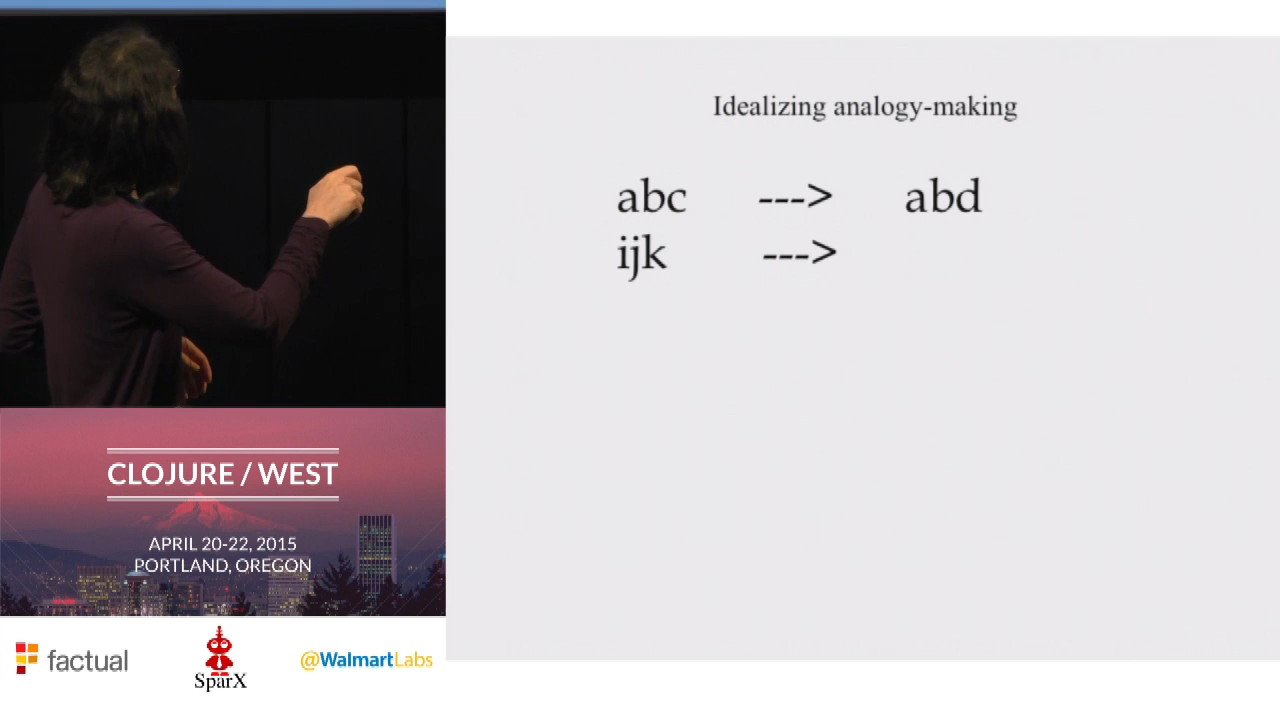 Idealizing analogy-making
abc ---> abd
ijk --->
CLOJURE / WEST
APRIL 20-22, 2015
PORTLAND, OREGON
factual
SparX
@WalmartLabs